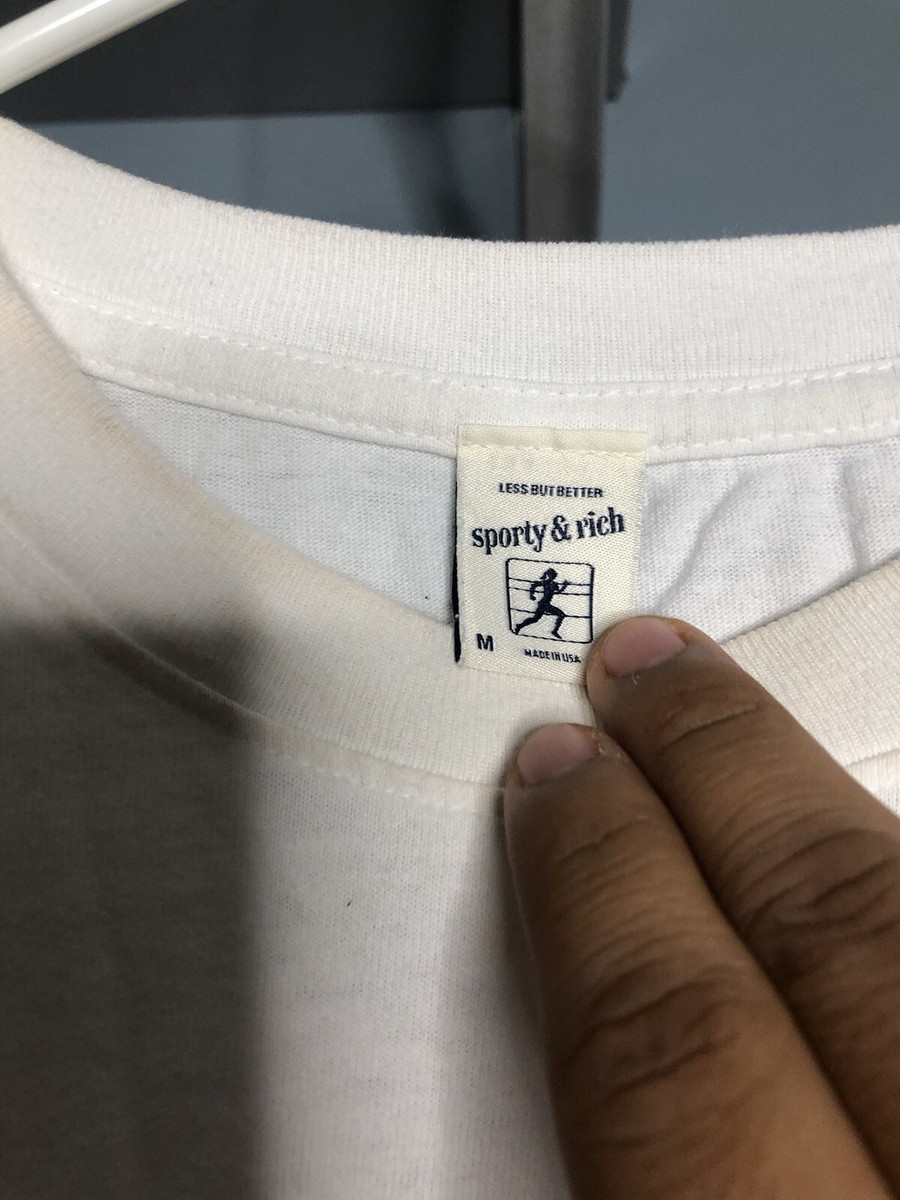 LESS BUT BETTER
sporty & rich
M
MADE IN USA